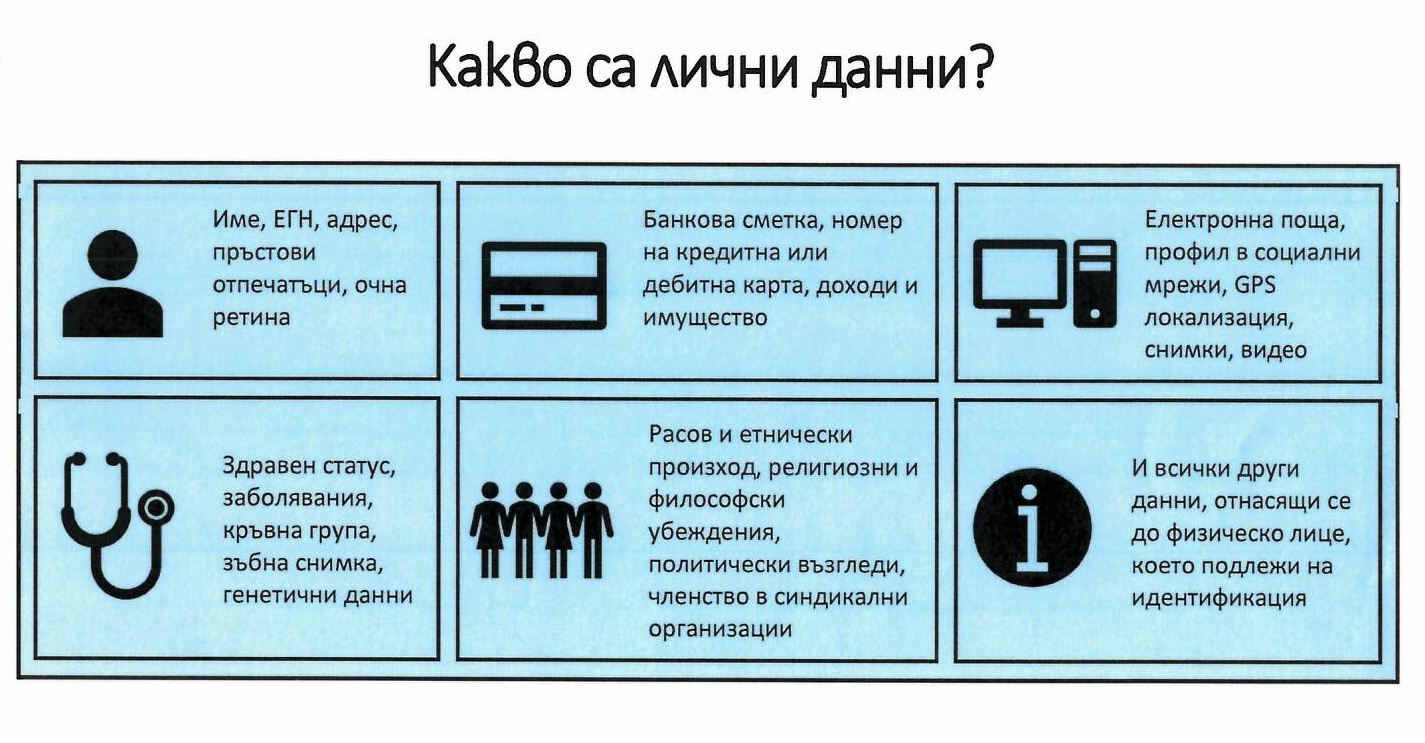 Какво са лични данни?
Име, ЕГН, адрес,
пръстови
отпечатъци, очна
ретина
Банкова сметка, номер
на кредитна или
дебитна карта, доходи и
имущество
Електронна поща,
профил в социални
мрежи, GPS
локализация,
снимки, видео
Здравен статус,
заболявания,
кръвна група,
зъбна снимка,
генетични данни
Расов и етнически
произход, религиозни и
философски
убеждения,
политически възгледи,
членство в синдикални
организации
И всички други
данни, отнасящи се
до физическо лице,
което подлежи на
идентификация